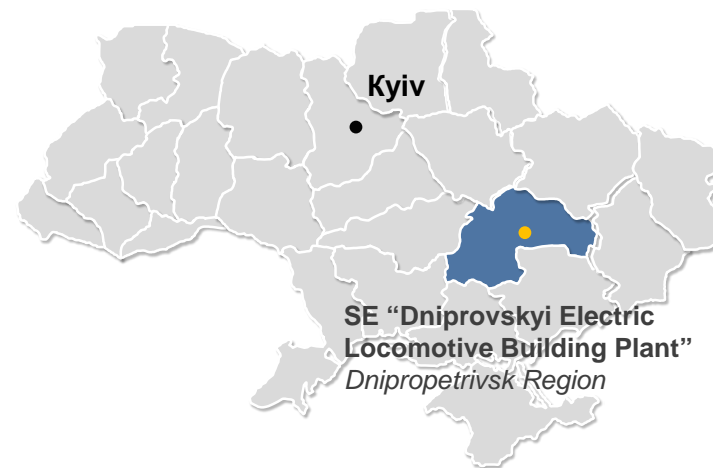 Kyiv
SE “Dniprovskyi Electric
Locomotive Building Plant”
Dnipropetrivsk Region